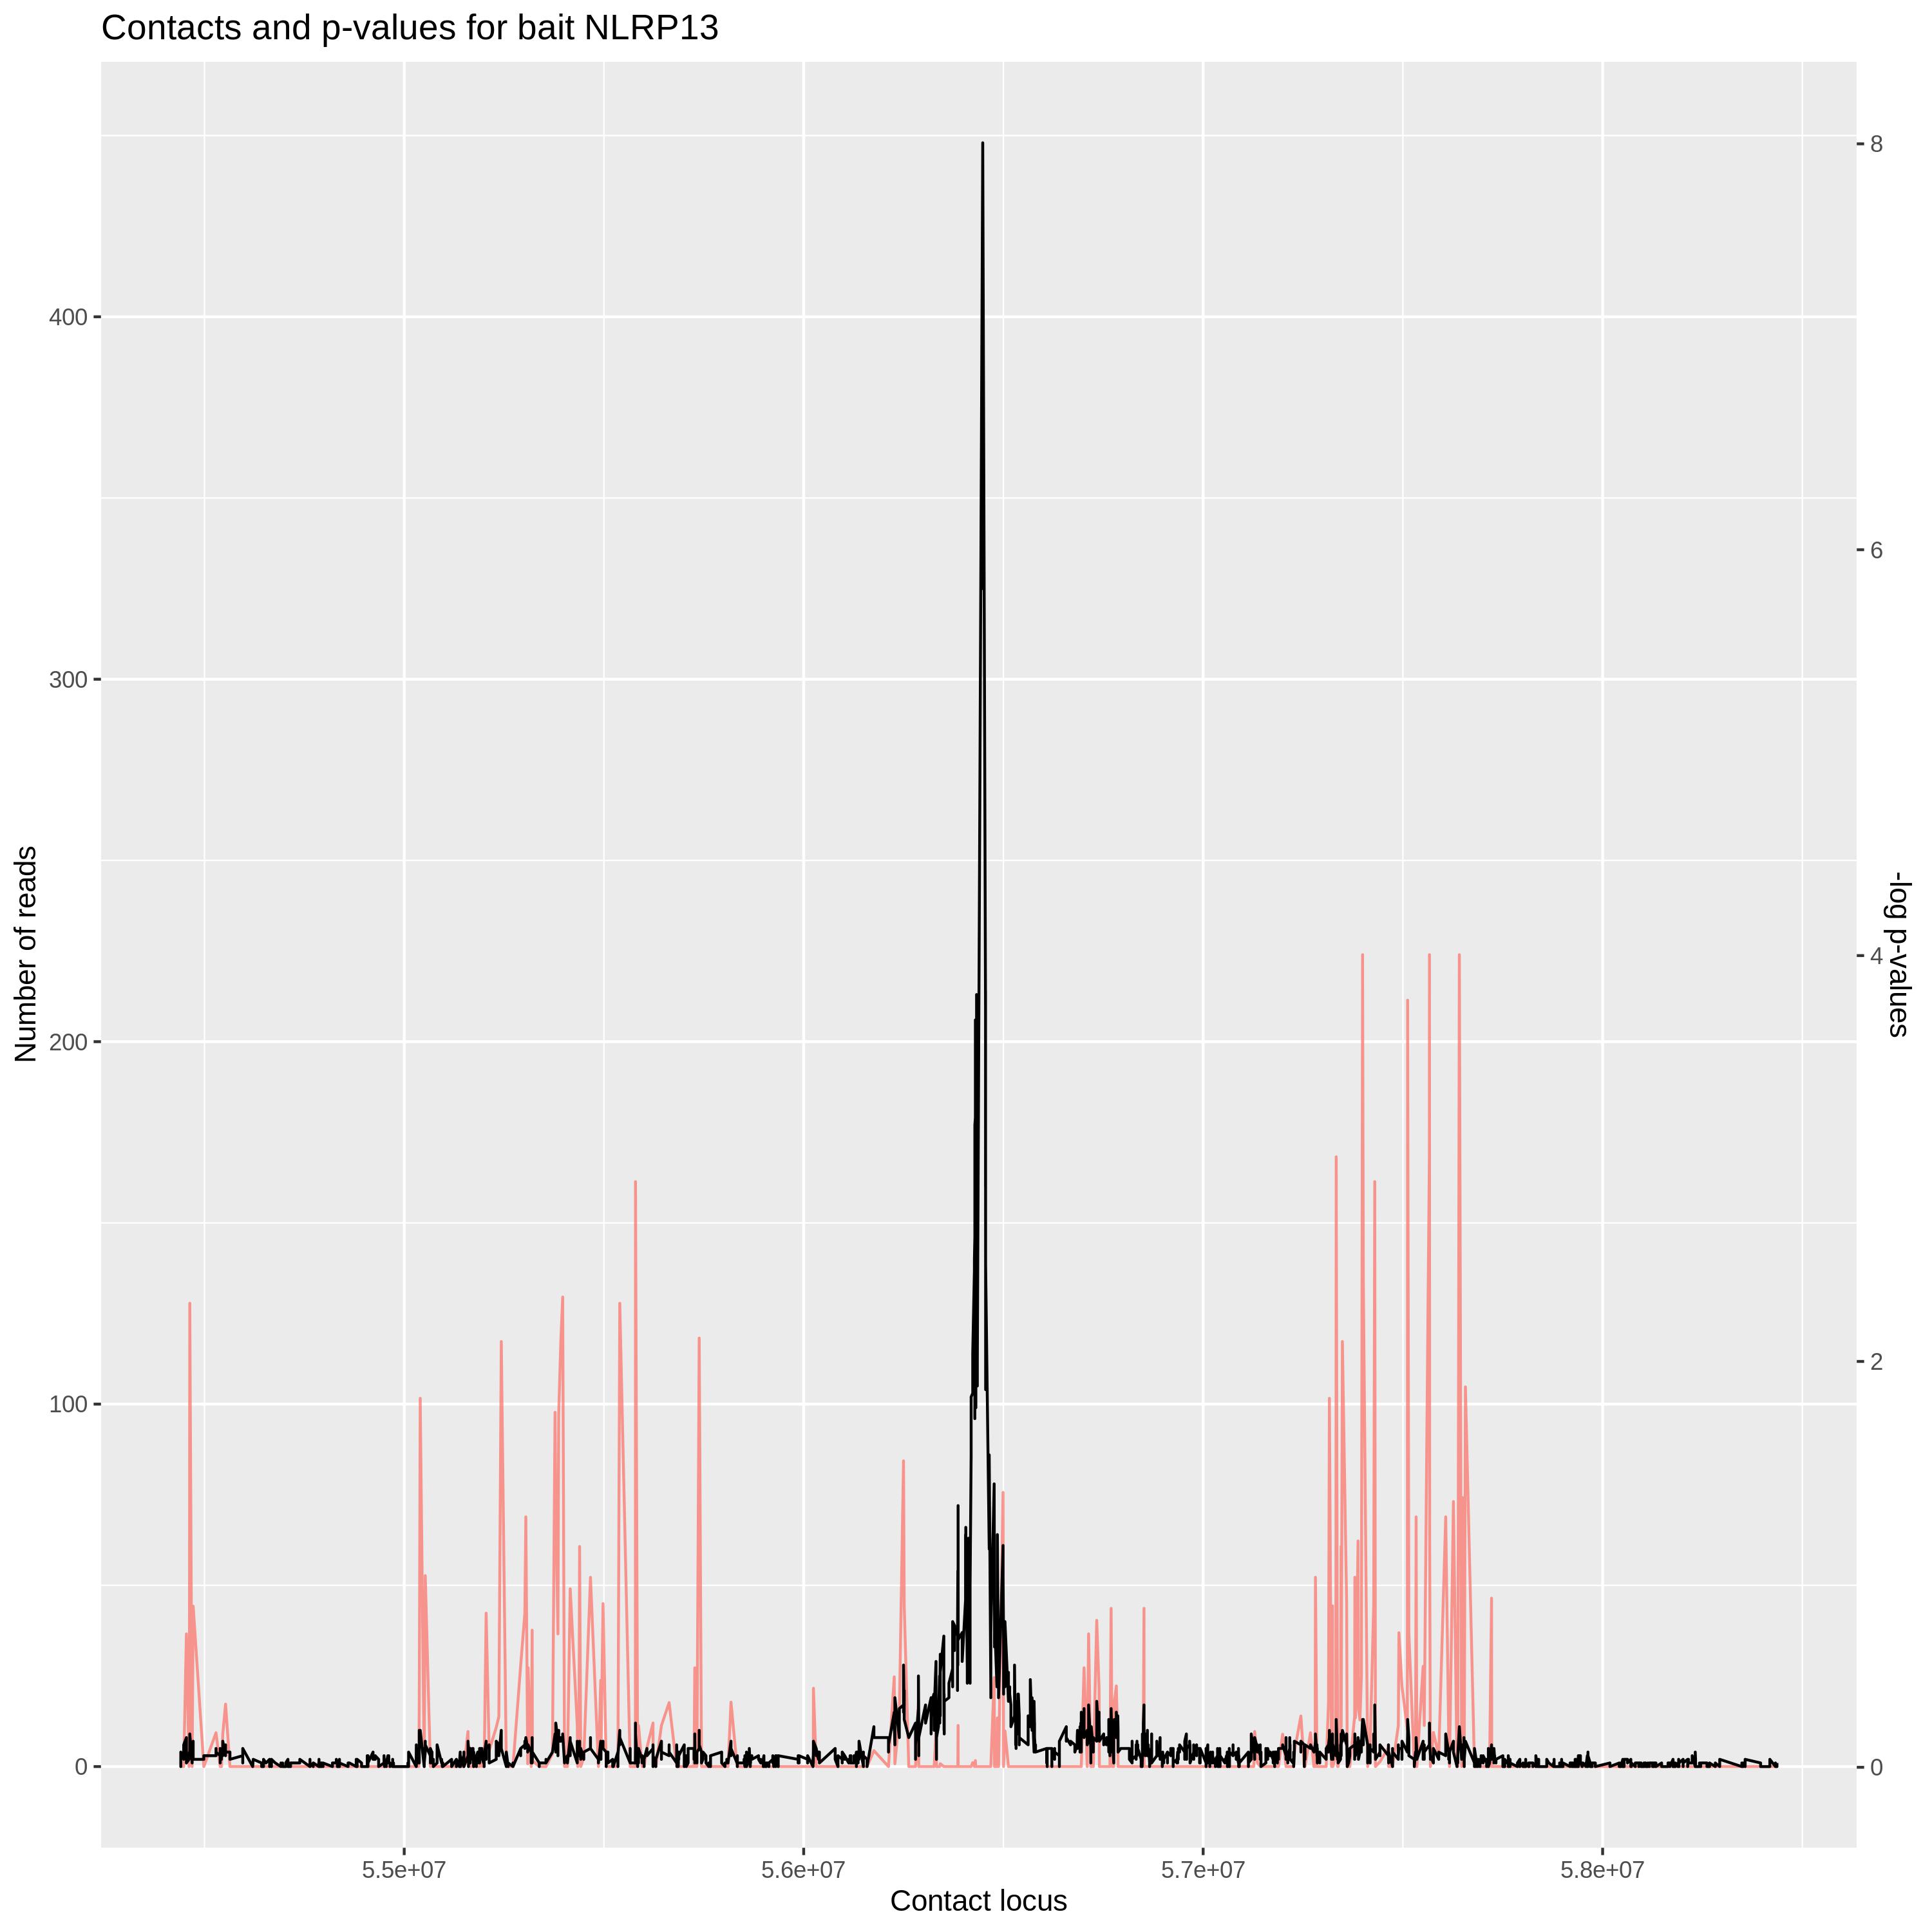 Contacts and p-values for bait NLRP13
Number of reads
400
300
200
100
0
8
6
4
2
0
-log p-values
5.5e+07
5.6e+07
5.7e+07
5.8e+07
Contact locus